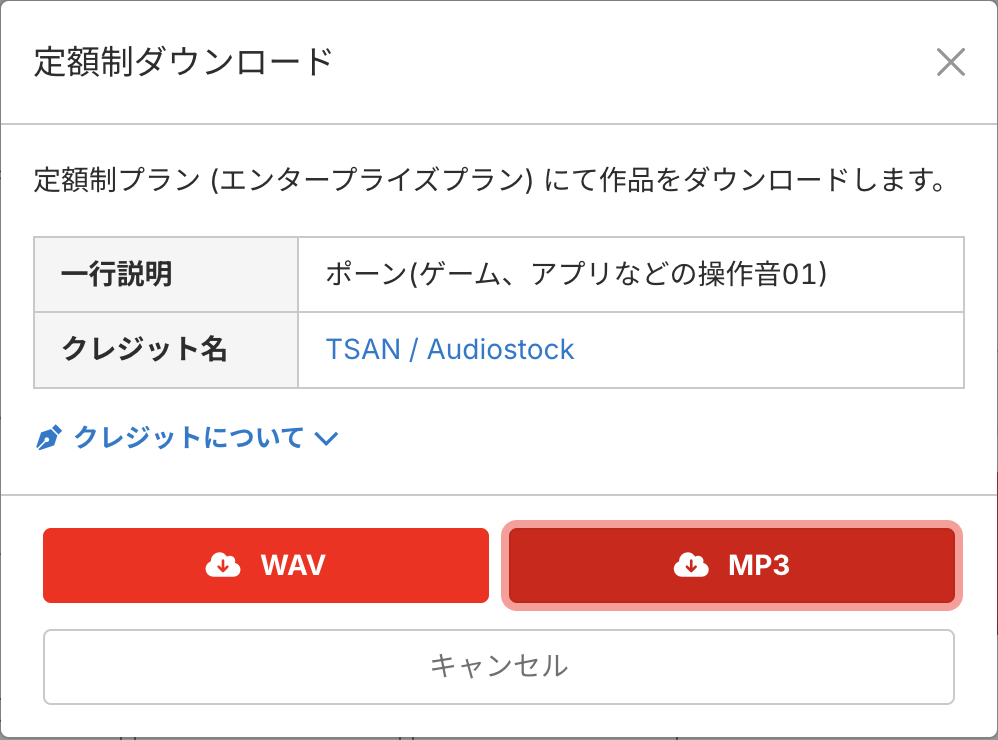 定額制ダウンロード
定額制プラン (エンタープライズプラン) にて作品をダウンロードします。
一行説明
ポーン(ゲーム、アプリなどの操作音01)
クレジット名
TSAN / Audiostock
クレジットについて
WAV
MP3
キャンセル